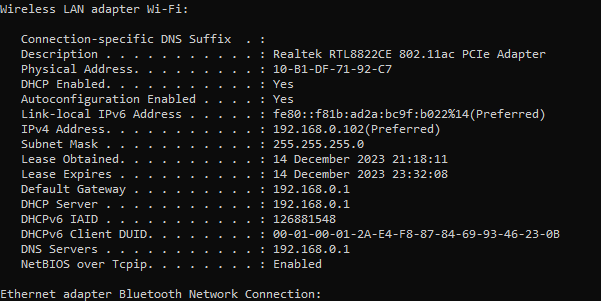 Wireless LAN adapter Wi-Fi:
Connection-specific DNS Suffix  . :
Description . . . . . . . . . . . : Realtek RTL8822CE 802.11ac PCIe Adapter
Physical Address. . . . . . . . . : 10-B1-DF-71-92-C7
DHCP Enabled. . . . . . . . . . . : Yes
Autoconfiguration Enabled . . . . : Yes
Link-local IPv6 Address . . . . . : fe80::f81b:ad2a:bc9f:b022%14(Preferred)
IPv4 Address. . . . . . . . . . . : 192.168.0.102(Preferred)
Subnet Mask . . . . . . . . . . . : 255.255.255.0
Lease Obtained. . . . . . . . . . : 14 December 2023 21:18:11
Lease Expires . . . . . . . . . . : 14 December 2023 23:32:08
Default Gateway . . . . . . . . . : 192.168.0.1
DHCP Server . . . . . . . . . . . : 192.168.0.1
DHCPv6 IAID . . . . . . . . . . . : 126881548
DHCPv6 Client DUID. . . . . . . . : 00-01-00-01-2A-E4-F8-87-84-69-93-46-23-0B
DNS Servers . . . . . . . . . . . : 192.168.0.1
NetBIOS over Tcpip. . . . . . . . : Enabled
Ethernet adapter Bluetooth Network Connection: